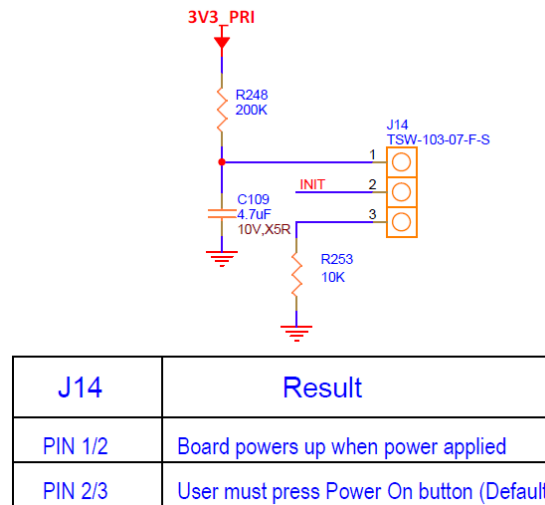 3V3_PRI
R248
200K
J14
TSW-103-07-F-S
1
INIT
2
C109
4.7uF
10V,X5R
3
R253
10K
J14 Result
PIN 1/2 Board powers up when power applied
PIN 2/3 User must press Power On button (Default